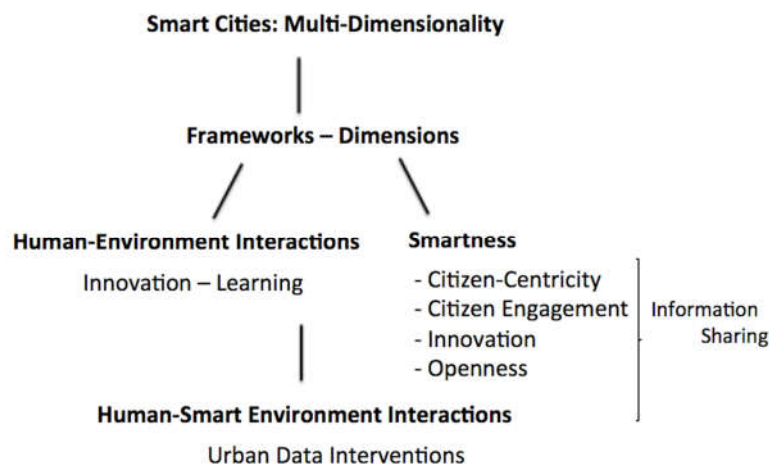 Smart Cities: Multi-Dimensionality
Frameworks – Dimensions
Human-Environment Interactions
Innovation – Learning
Smartness
- Citizen-Centricity
- Citizen Engagement
- Innovation
- Openness
Information
Sharing
Human-Smart Environment Interactions
Urban Data Interventions